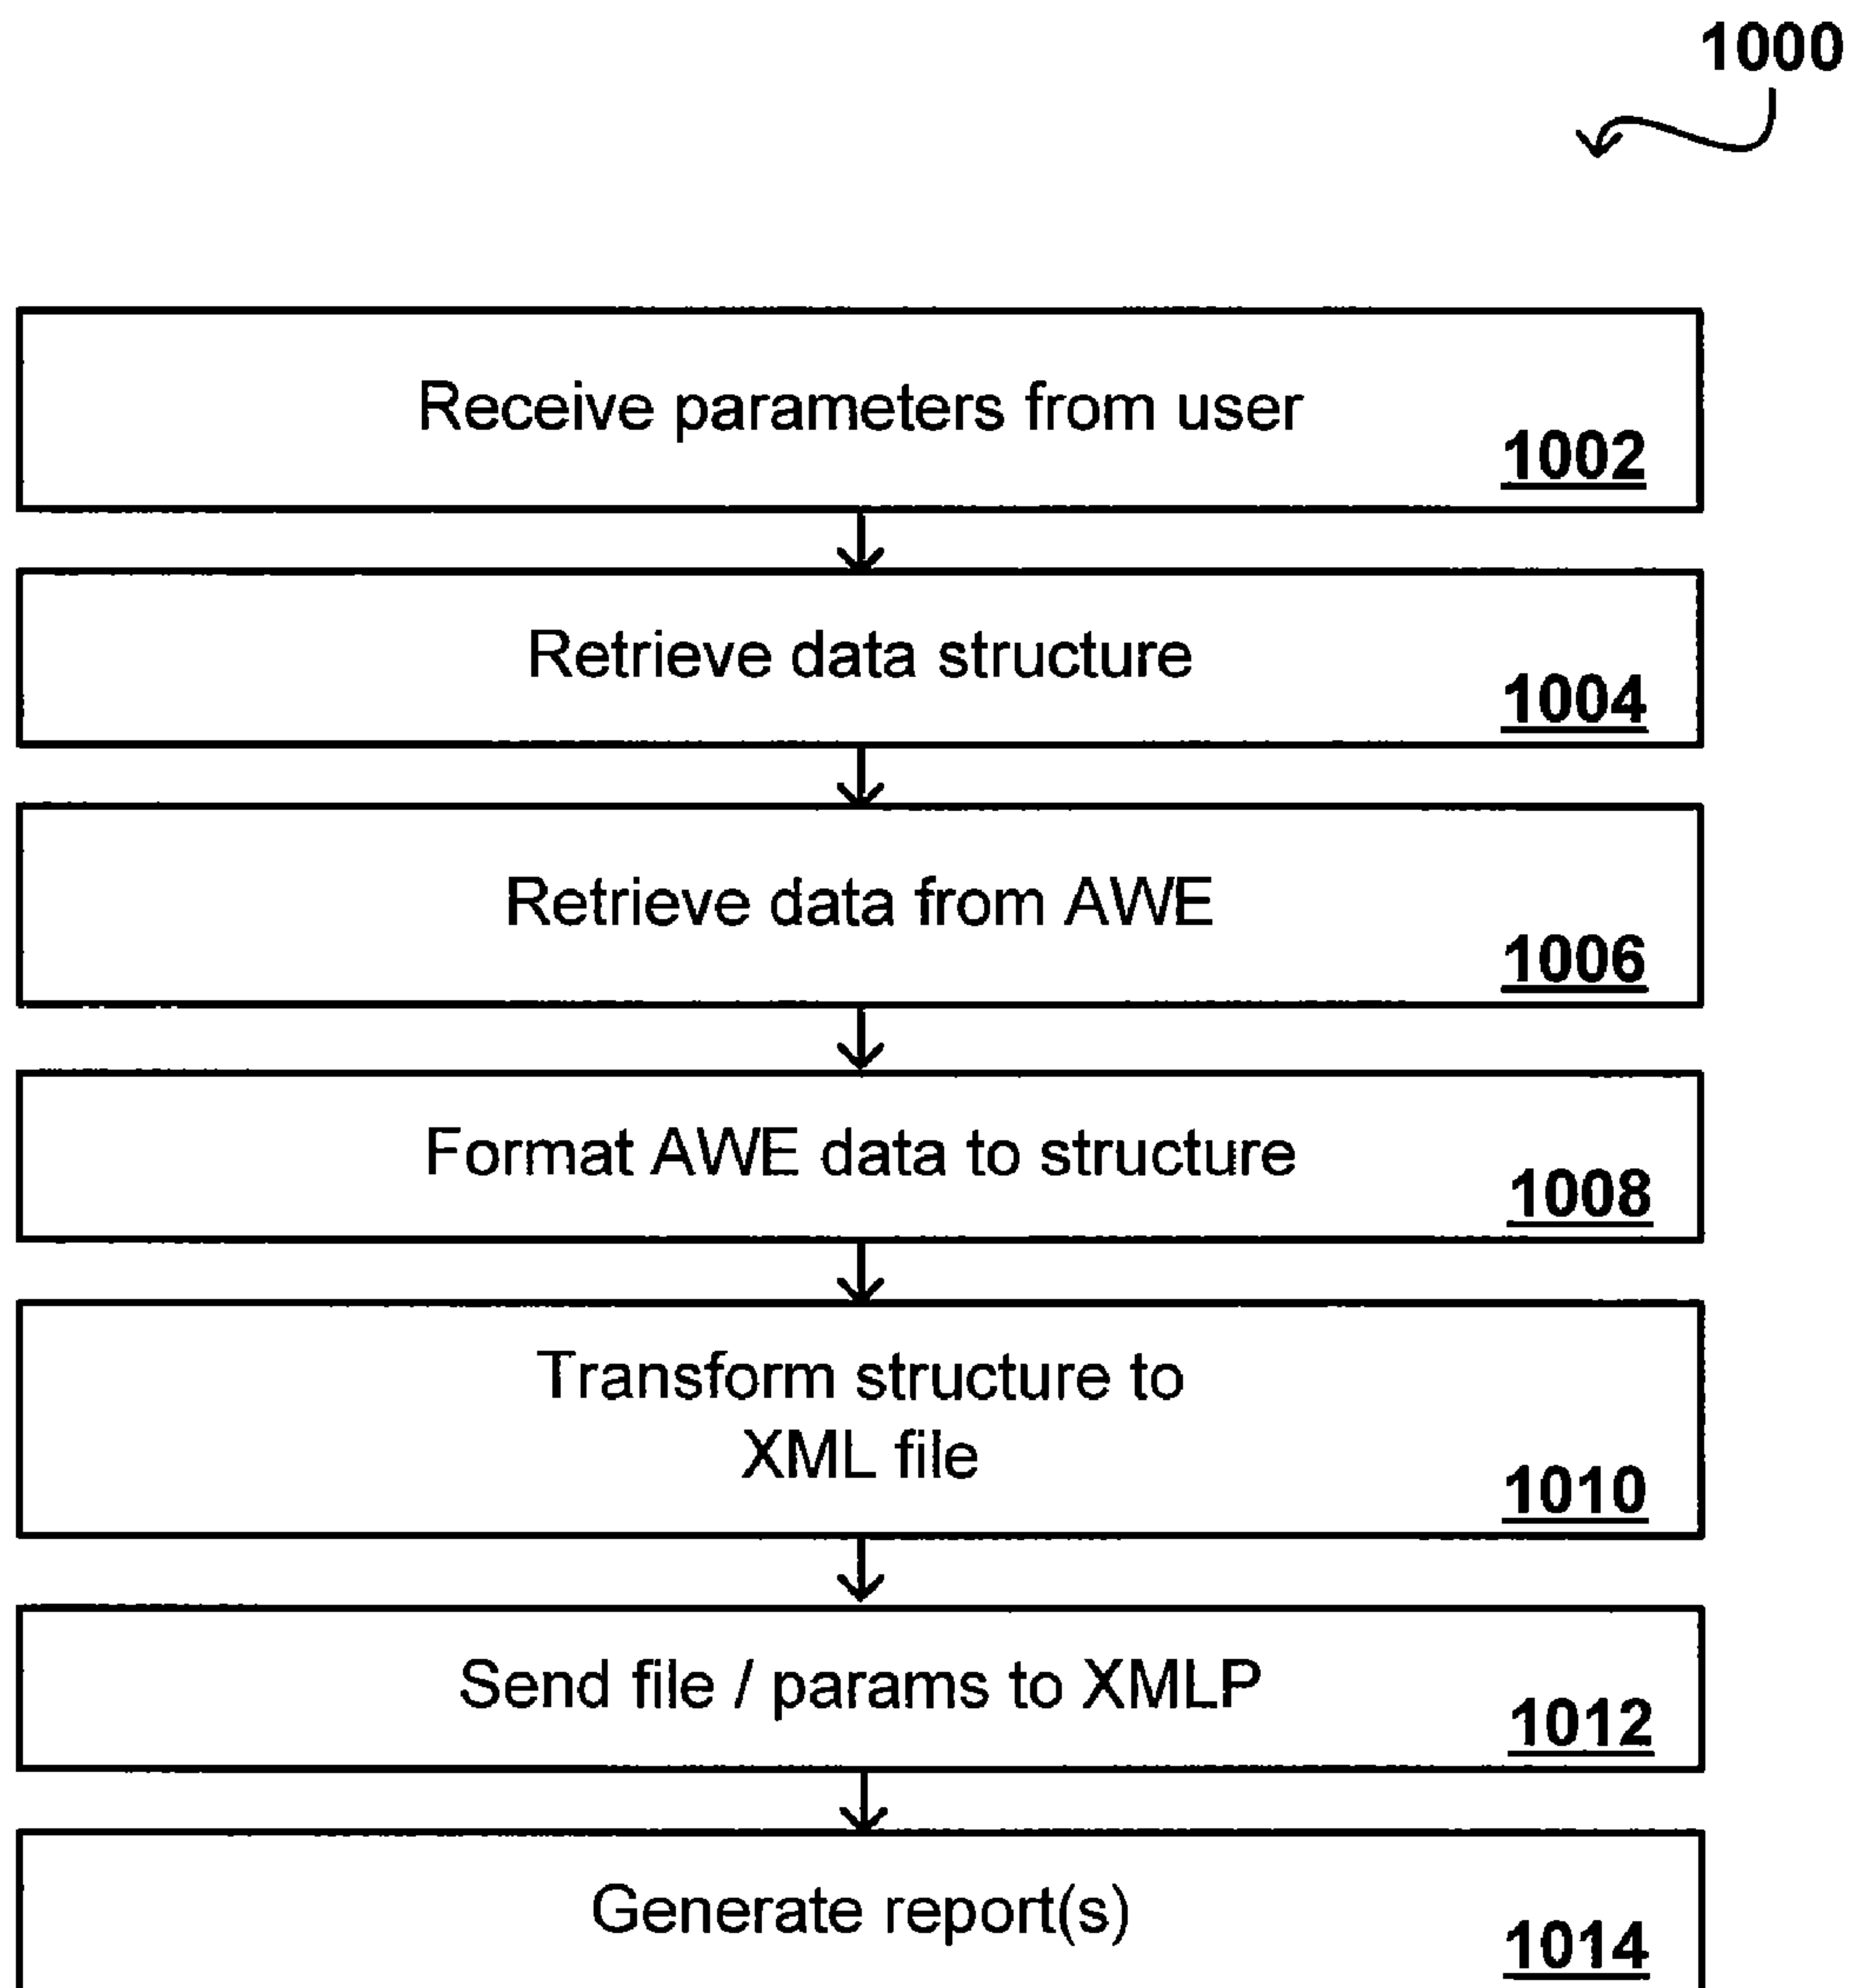 1000
Receive parameters from user
1002
Retrieve data structure
1004
Retrieve data from AWE
1006
Format AWE data to structure
1008
Transform structure to
XML file
1010
Send file / params to XMLP
1012
Generate report(s)
1014